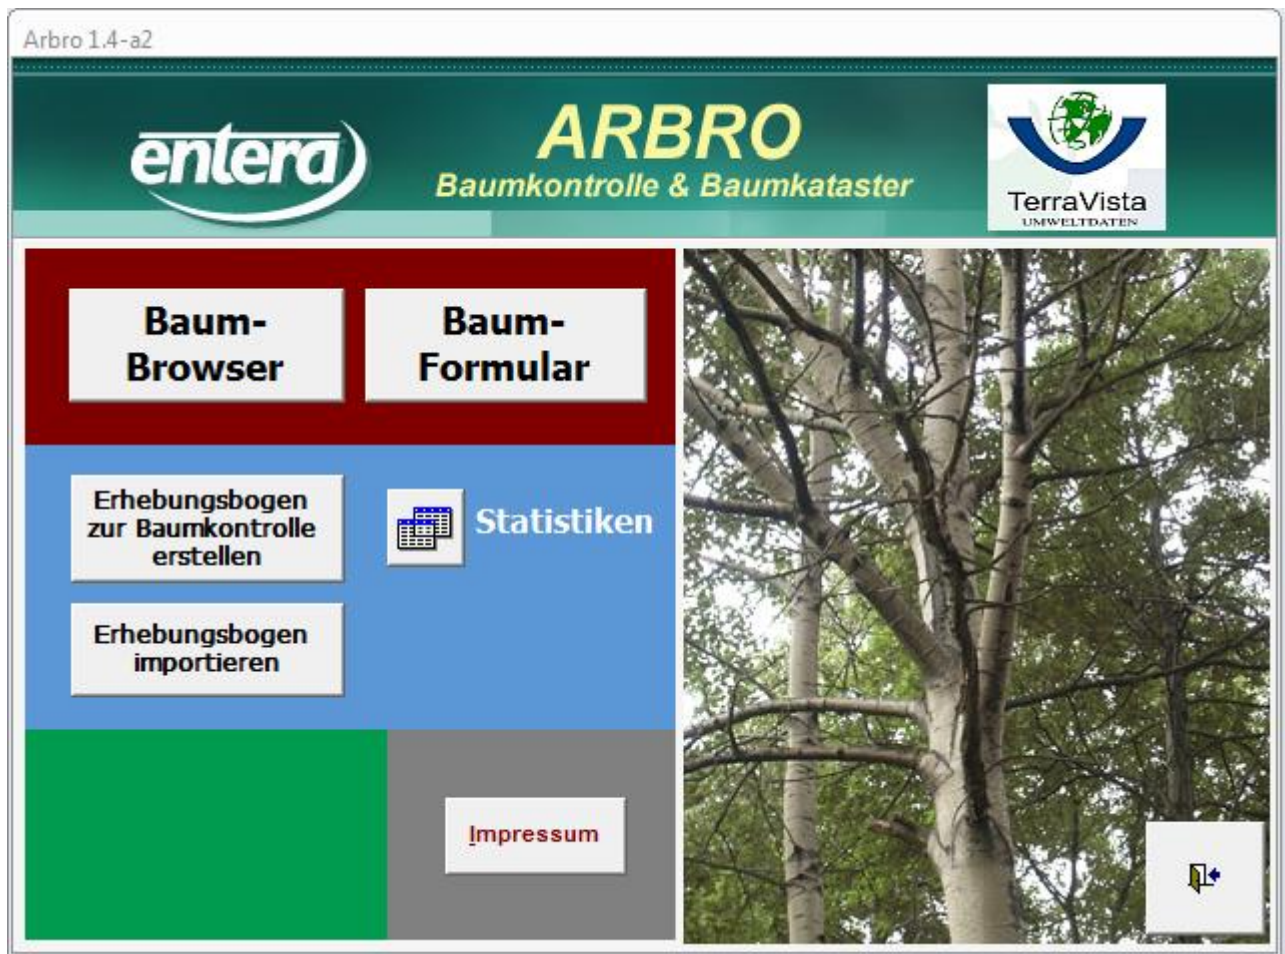 Arbro 1.4-a2
entera
ARBRO
Baumkontrolle & Baumkataster
TerraVista
UMWELTDATEN
Baum-
Browser
Baum-
Formular
Erhebungsbogen
zur Baumkontrolle
erstellen
Statistiken
Erhebungsbogen
importieren
Impressum